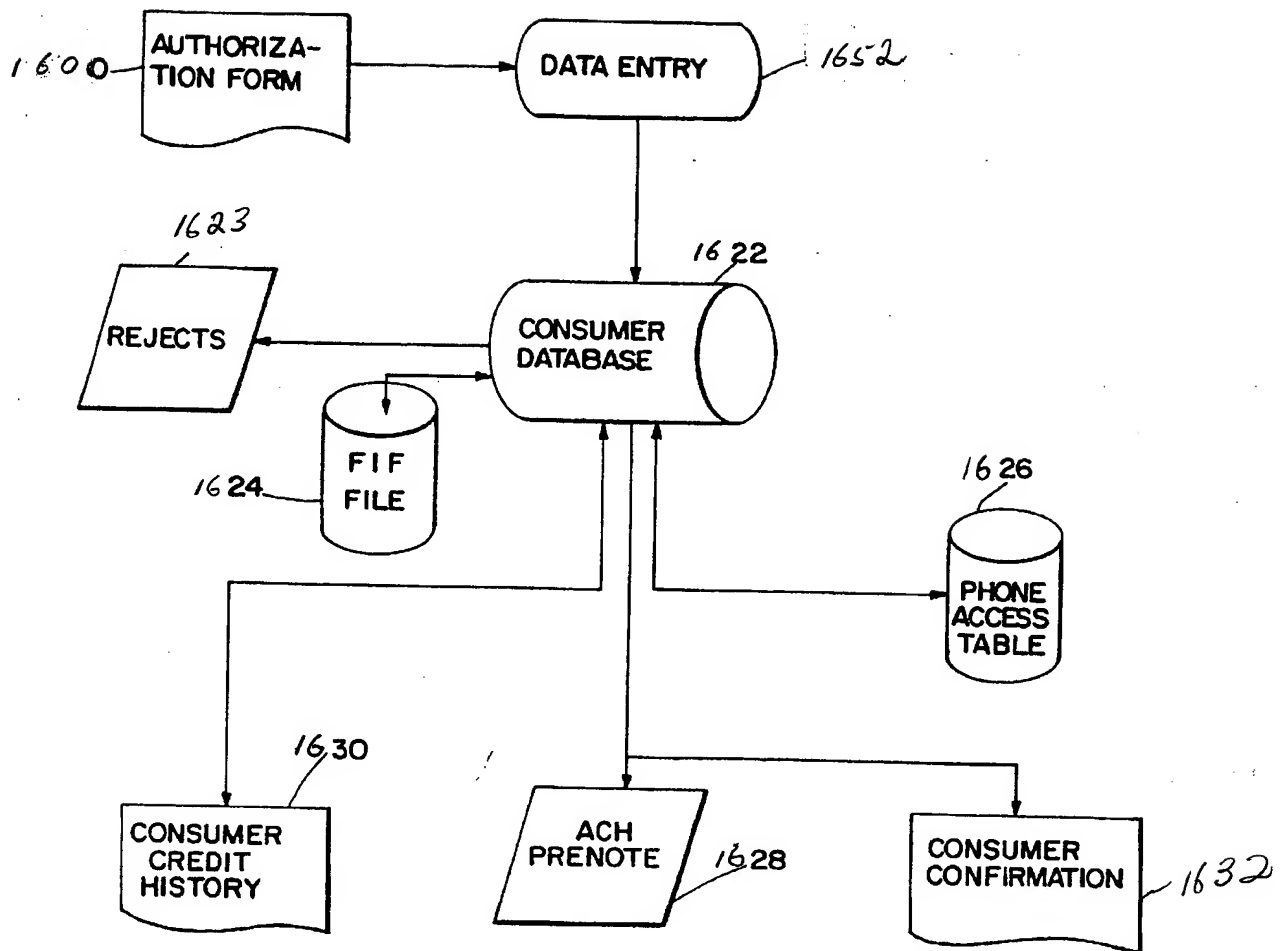 1600
AUTHORIZA-
TION FORM
DATA ENTRY
1652
1623
REJECTS
1622
CONSUMER
DATABASE
FIF
FILE
1624
1626
PHONE
ACCESS
TABLE
1630
CONSUMER
CREDIT
HISTORY
ACH
PRENOTE
1628
CONSUMER
CONFIRMATION
1632